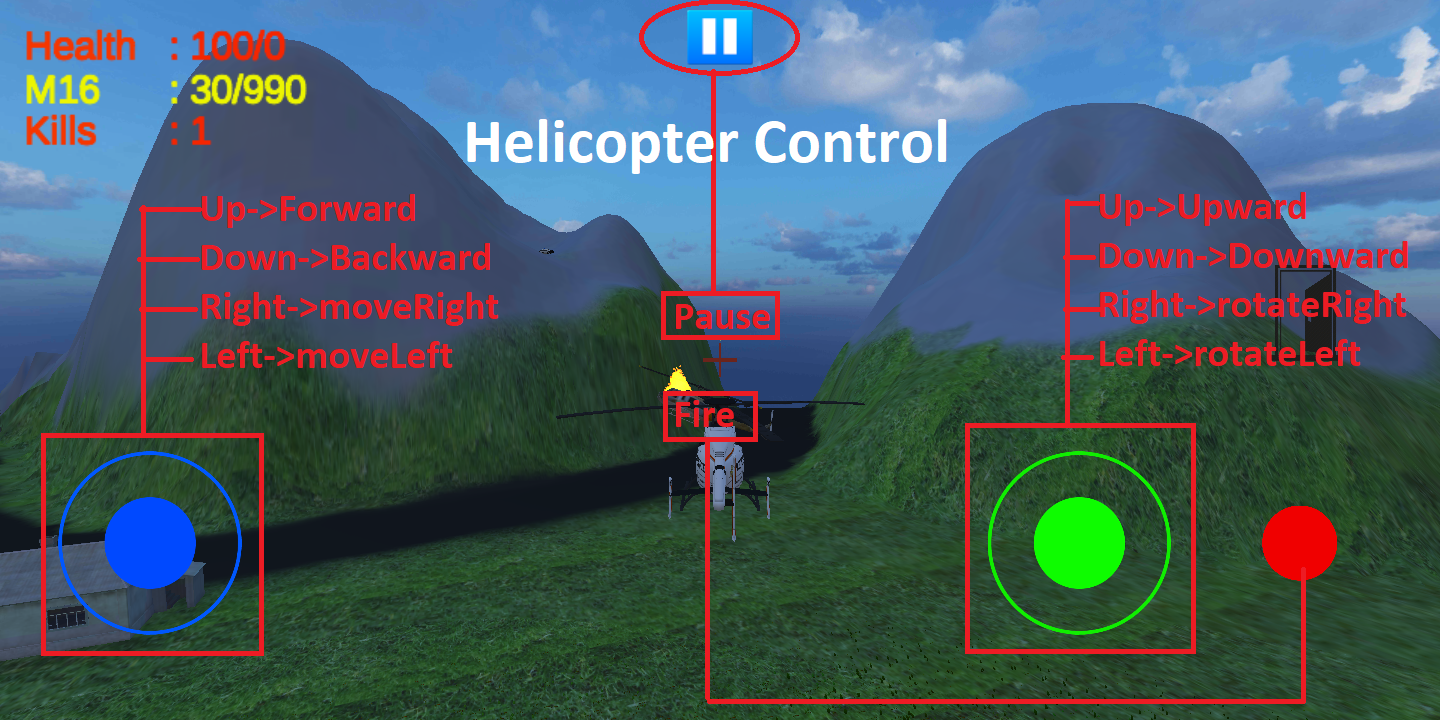 Health : 100/0
M16 : 30/990
Kills : 1
Helicopter Control
Up->Forward
Down->Backward
Right->moveRight
Left->moveLeft
Up->Upward
Down->Downward
Right->rotateRight
Left->rotateLeft
Pause
Fire